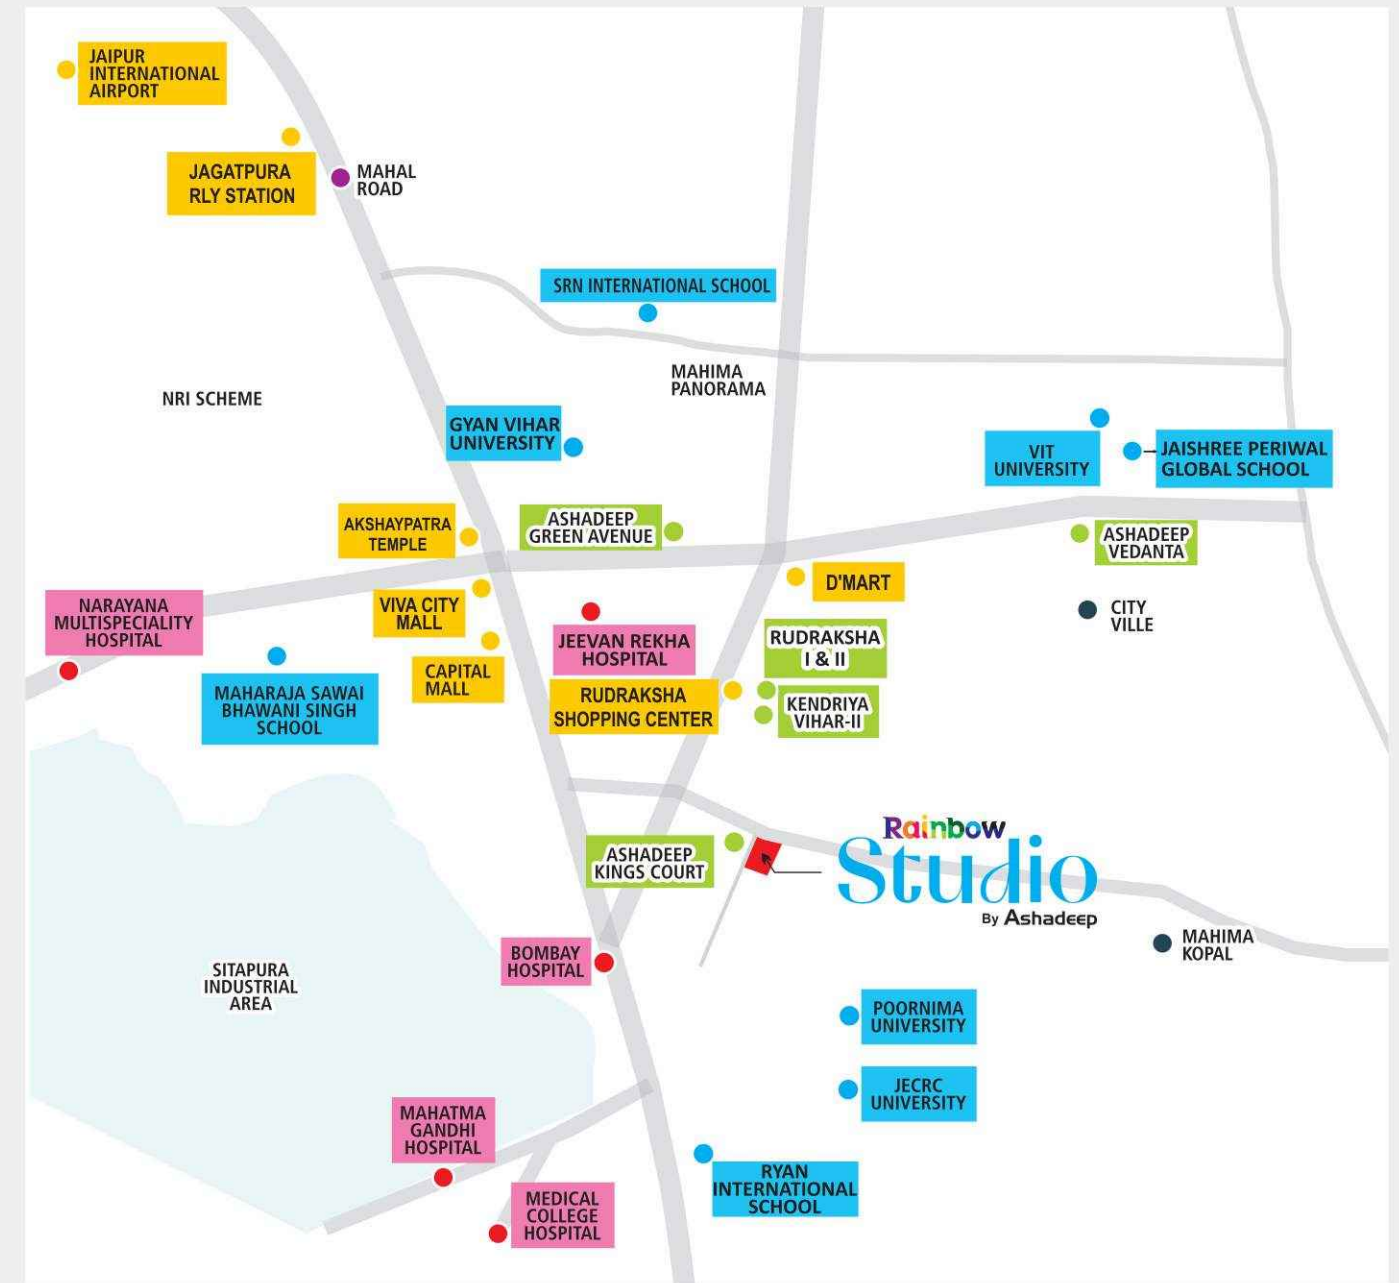 JAIPUR
INTERNATIONAL
AIRPORT
JAGATPURA
RLY STATION
MAHAL
ROAD
SRN INTERNATIONAL SCHOOL
MAHIMA
PANORAMA
NRI SCHEME
GYAN VIHAR
UNIVERSITY
VIT
UNIVERSITY
JAISHREE PERIWAL
GLOBAL SCHOOL
AKSHAYPATRA
TEMPLE
ASHADEEP
GREEN AVENUE
ASHADEEP
VEDANTA
D'MART
NARAYANA
MULTISPECIALITY
HOSPITAL
VIVA CITY
MALL
CITY
VILLE
JEEVAN REKHA
HOSPITAL
RUDRAKSHA
I & II
CAPITAL
MALL
MAHARAJA SAWAI
BHAWANI SINGH
SCHOOL
RUDRAKSHA
SHOPPING CENTER
KENDRIYA
VIHAR-II
Rainbow
Studio
By Ashadeep
ASHADEEP
KINGS COURT
MAHIMA
KOPAL
BOMBAY
HOSPITAL
SITAPURA
INDUSTRIAL
AREA
POORNIMA
UNIVERSITY
JECRC
UNIVERSITY
MAHATMA
GANDHI
HOSPITAL
RYAN
INTERNATIONAL
SCHOOL
MEDICAL
COLLEGE
HOSPITAL